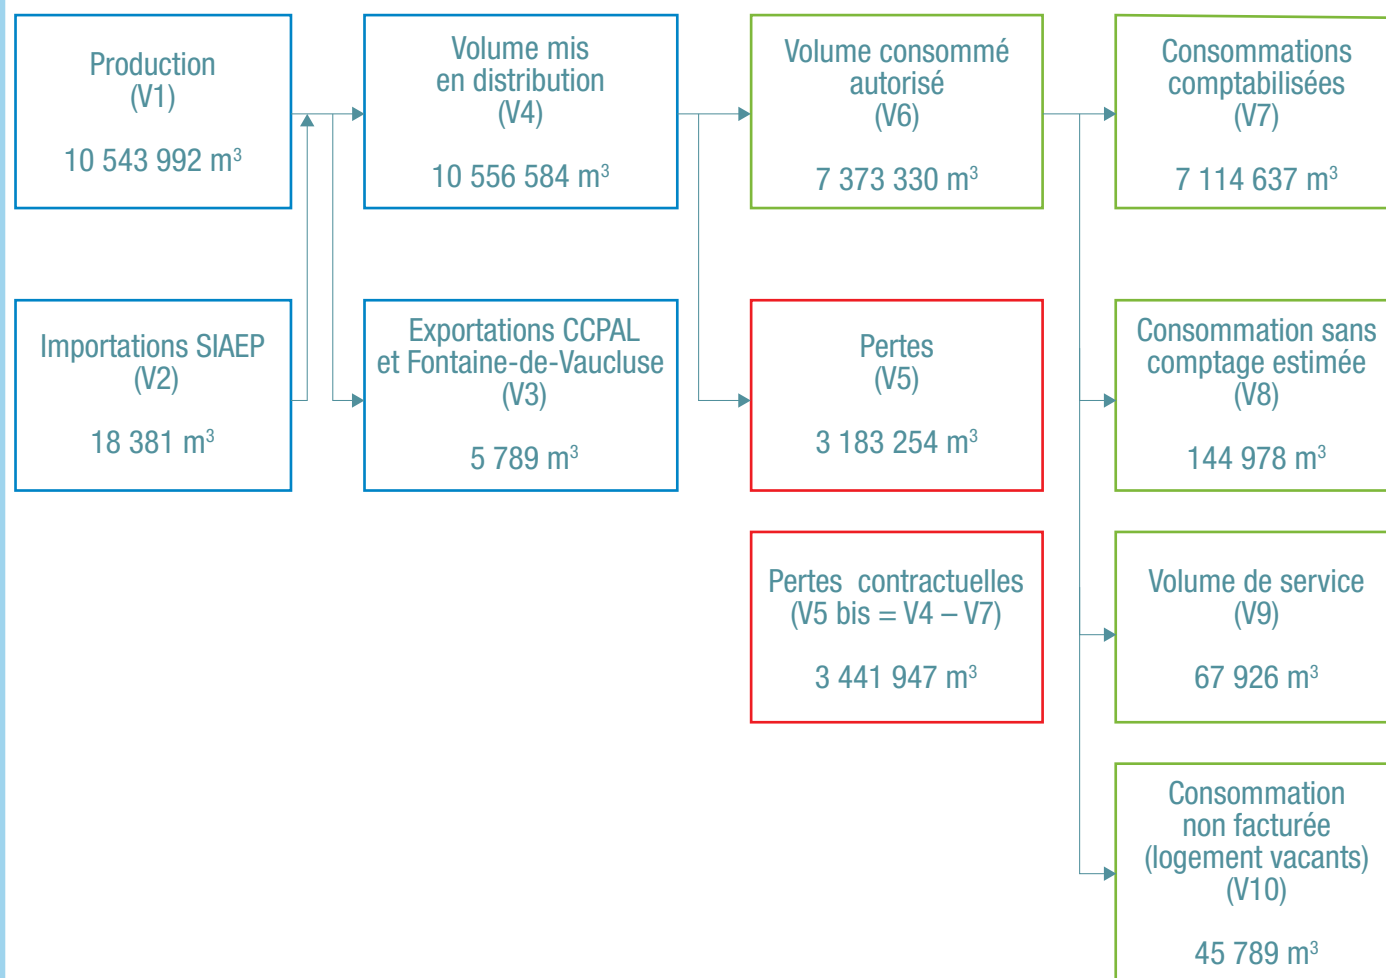 Production
(V1)
10 543 992 m³
Volume mis
en distribution
(V4)
10 556 584 m³
Volume consommé
autorisé
(V6)
7 373 330 m³
Consommations
comptabilisées
(V7)
7 114 637 m³
Importations SIAEP
(V2)
18 381 m³
Exportations CCPAL
et Fontaine-de-Vaucluse
(V3)
5 789 m³
Pertes
(V5)
3 183 254 m³
Consommation sans
comptage estimée
(V8)
144 978 m³
Pertes contractuelles
(V5 bis = V4 – V7)
3 441 947 m³
Volume de service
(V9)
67 926 m³
Consommation
non facturée
(logement vacants)
(V10)
45 789 m³